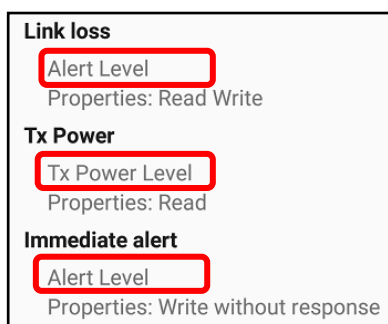 Link loss
Alert Level
Properties: Read Write
Tx Power
Tx Power Level
Properties: Read
Immediate alert
Alert Level
Properties: Write without response